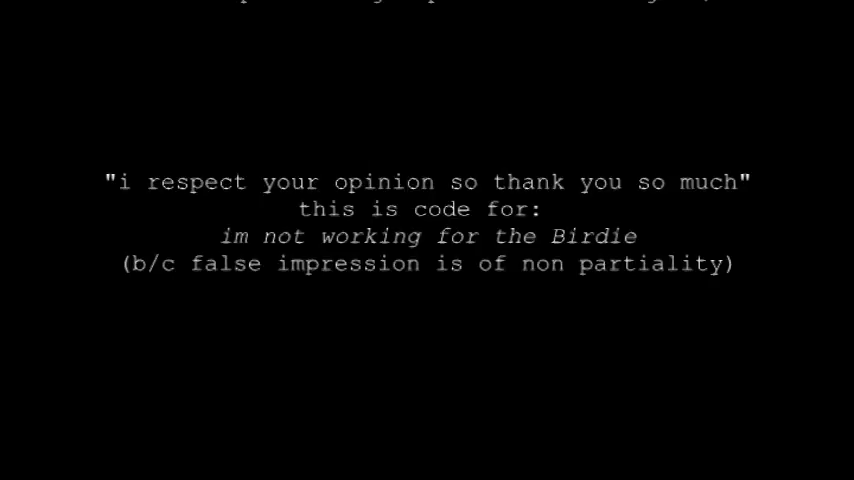 "i respect your opinion so thank you so much"
this is code for:
im not working for the Birdie
(b/c false impression is of non partiality)